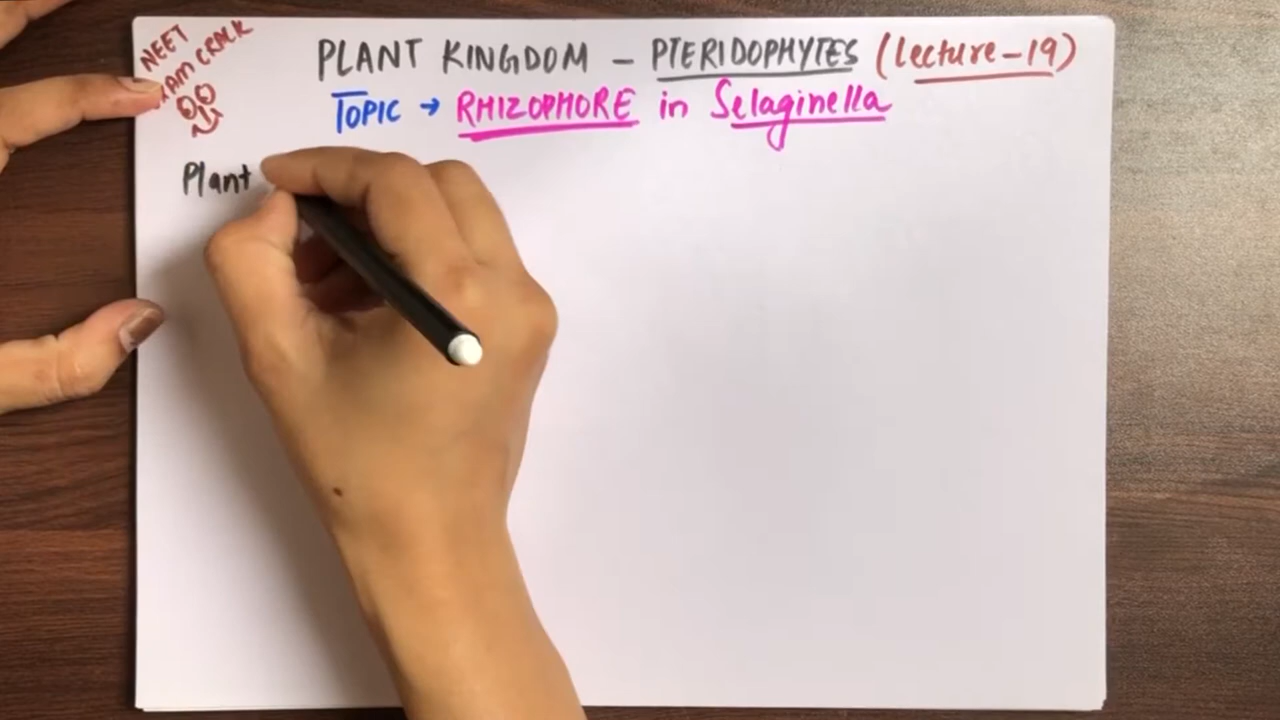 NEET
EXAM CRACK
PLANT KINGDOM – PTERIDOPHYTES (Lecture-19)
TOPIC → RHIZOPHORE in Selaginella
Plant